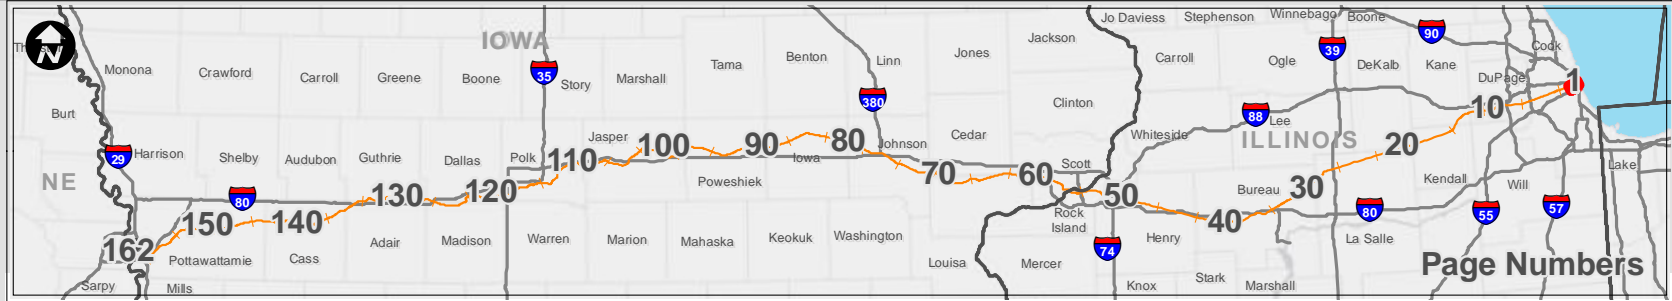 Jo Daviess Stephenson Winnebago Boone
IOWA
Jackson
90
N
39
Cock
Monona Crawford Carroll Greene Boone 35 Story Marshall Tama Benton Linn Jones Carroll Ogle DeKalb Kane
DuPage 1
380 Clinton
10
Burt
88 Lee
Jasper 100 90 80 Johnson Cedar Whiteside ILLINOIS 20
29 Harrison Shelby Audubon Guthrie Dallas Polk 110 Iowa Scott
70 60 Lake
NE
80 130 120 Poweshiek 50 Bureau 30 Kendall Will
150 140 Rock
Island 40 80 55 57
162 Adair Madison Warren Marion Mahaska Keokuk Washington Henry La Salle
74
Pottawattamie Cass Louisa Mercer Page Numbers
Sarpy Mills Knox Stark Marshall